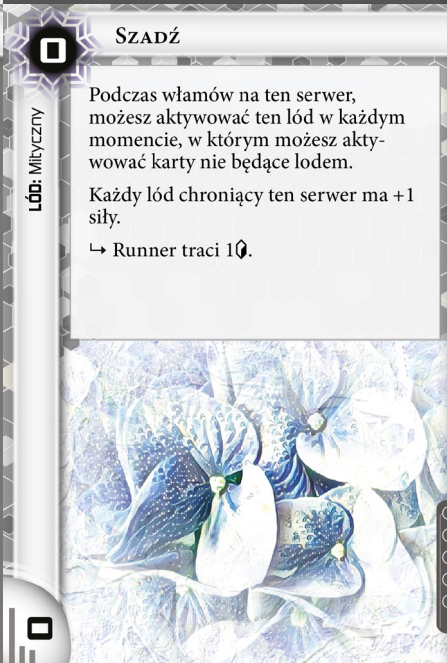 0
Szadź
LÓD: Mityczny
Podczas włamów na ten serwer,
możesz aktywować ten lód w każdym
momencie, w którym możesz akty-
wować karty nie będące lodem.
Każdy lód chroniący ten serwer ma +1
siły.
↳ Runner traci 1.
0